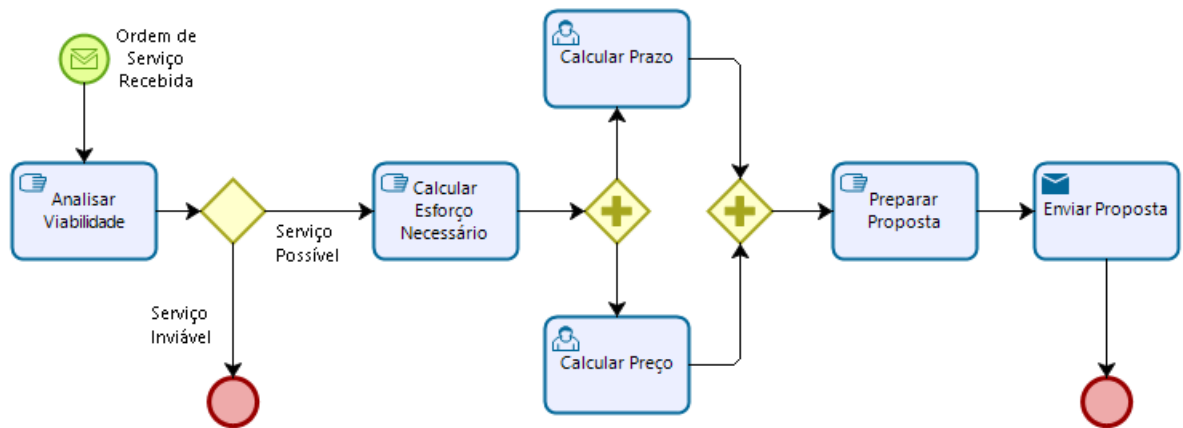 Ordem de
Serviço
Recebida
Analisar
Viabilidade
Serviço
Possível
Serviço
Inviável
Calcular
Esforço
Necessário
Calcular Prazo
Calcular Preço
Preparar
Proposta
Enviar Proposta